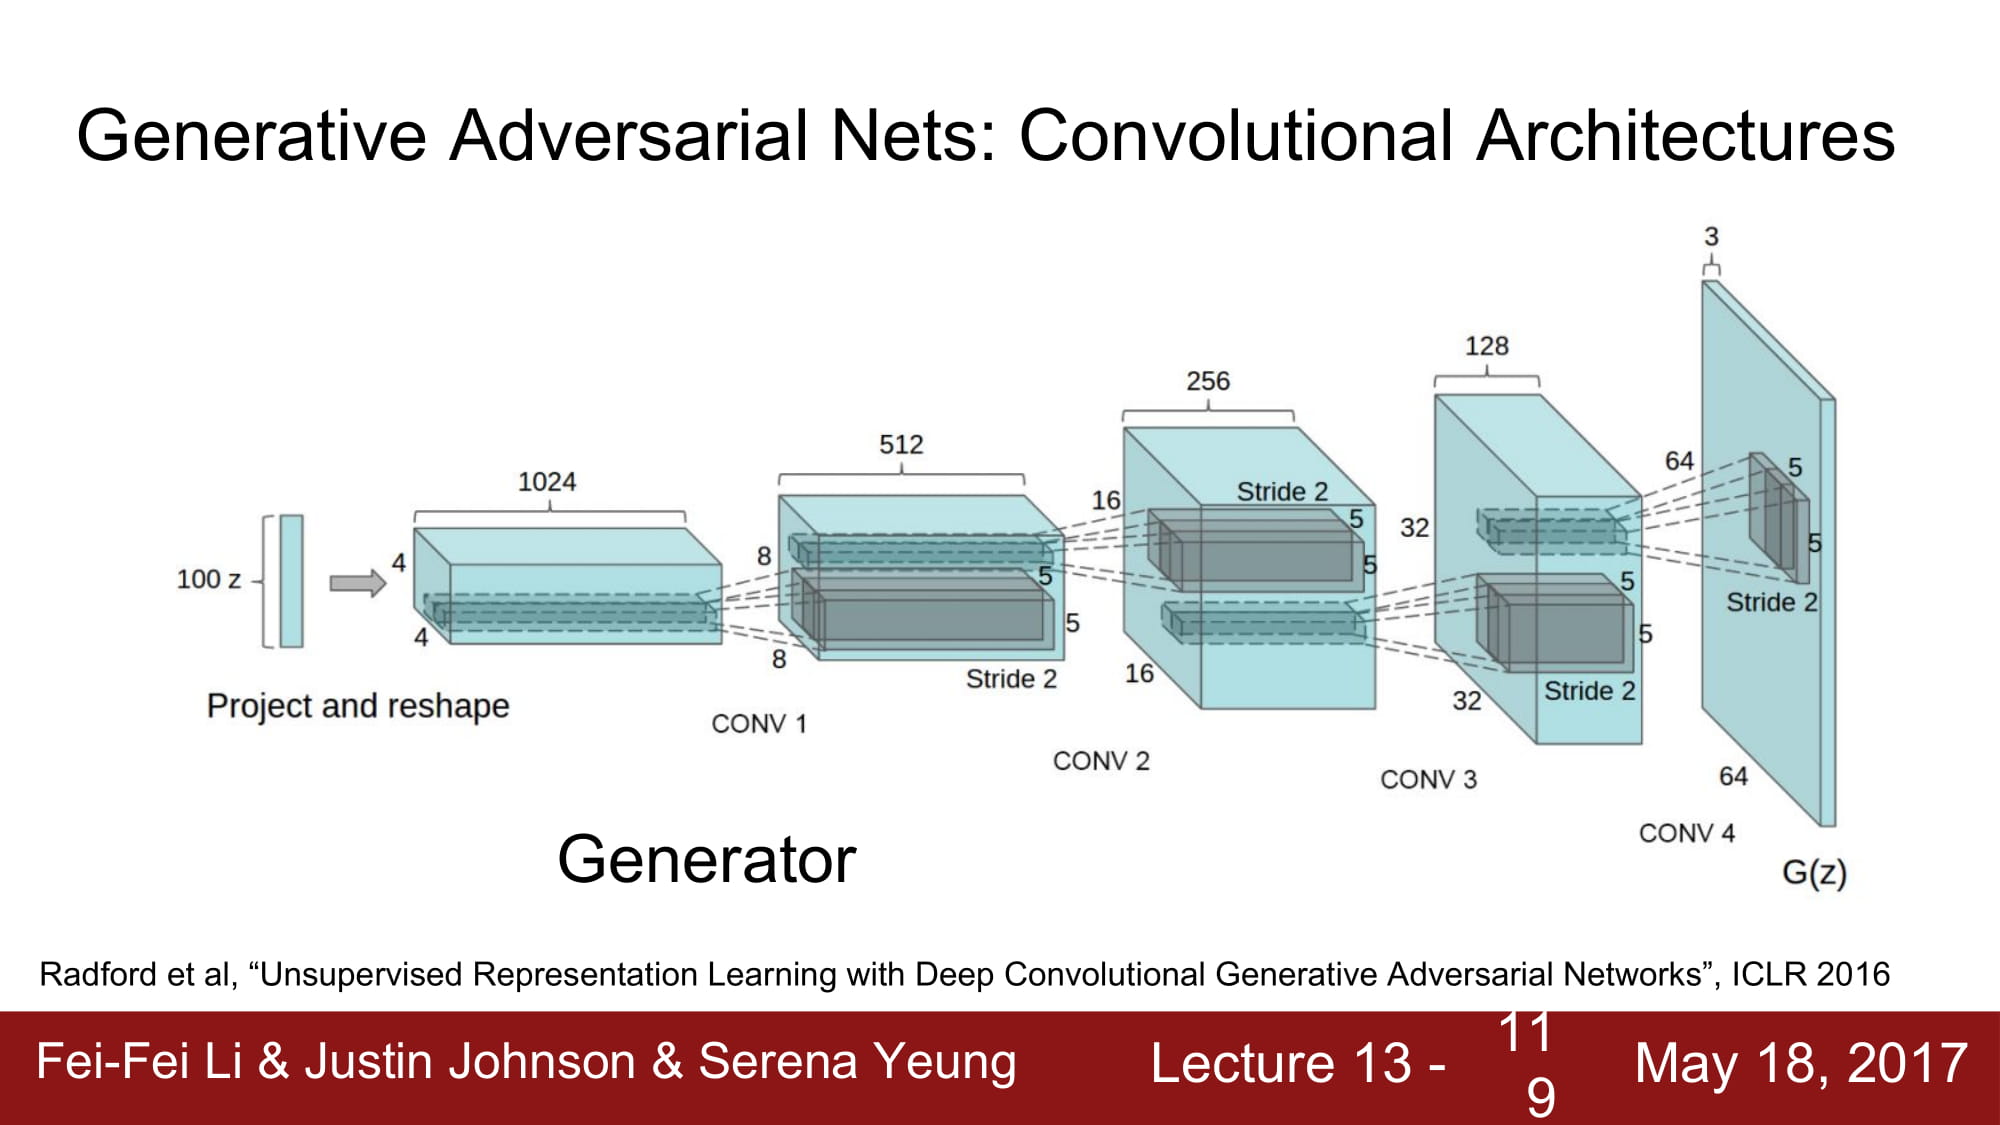 Generative Adversarial Nets: Convolutional Architectures
3
128
256
512
1024
64
5
Stride 2
16
5
32
5
5
8
4
5
5
5
Stride 2
100 z
5
5
4
8
16
32
Stride 2
Stride 2
Project and reshape
CONV 1
CONV 2
CONV 3
64
CONV 4
Generator
G(z)
Radford et al, “Unsupervised Representation Learning with Deep Convolutional Generative Adversarial Networks”, ICLR 2016
Fei-Fei Li & Justin Johnson & Serena Yeung
Lecture 13 -
11
9
May 18, 2017